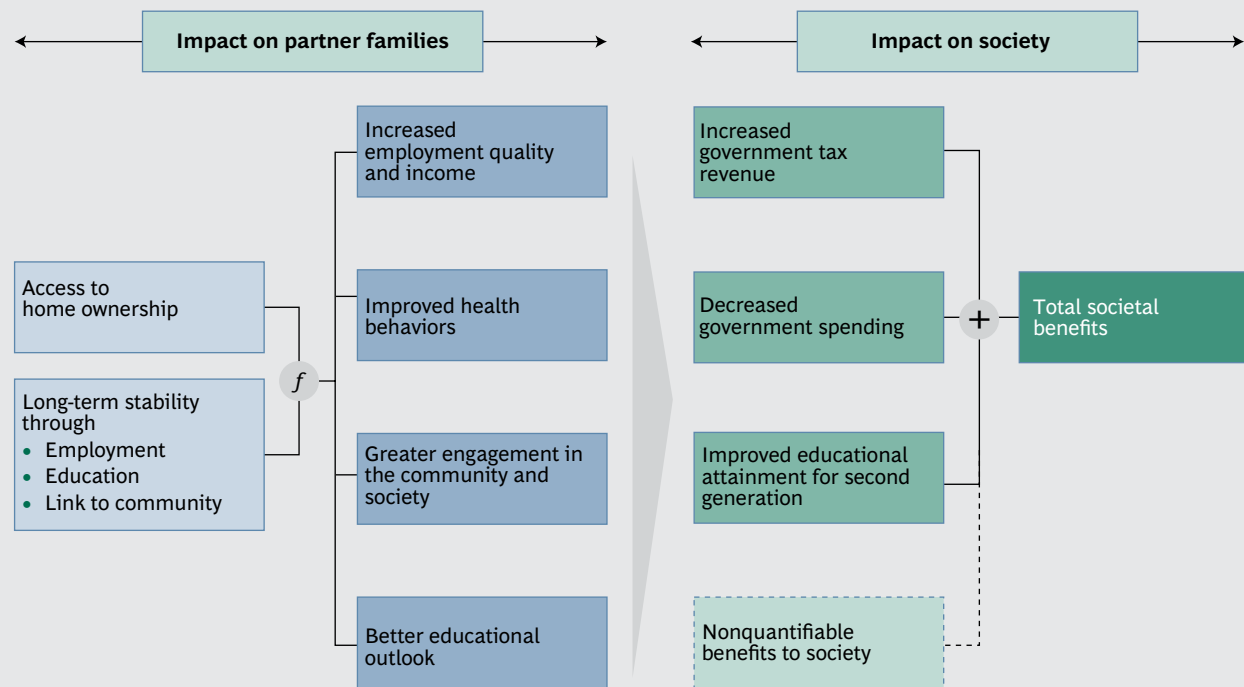 Impact on partner families
Impact on society
Access to
home ownership
Long-term stability
through
• Employment
• Education
• Link to community
f
Increased
employment quality
and income
Improved health
behaviors
Greater engagement in
the community and
society
Better educational
outlook
Increased
government tax
revenue
Decreased
government spending
Improved educational
attainment for second
generation
Nonquantifiable
benefits to society
+
Total societal
benefits